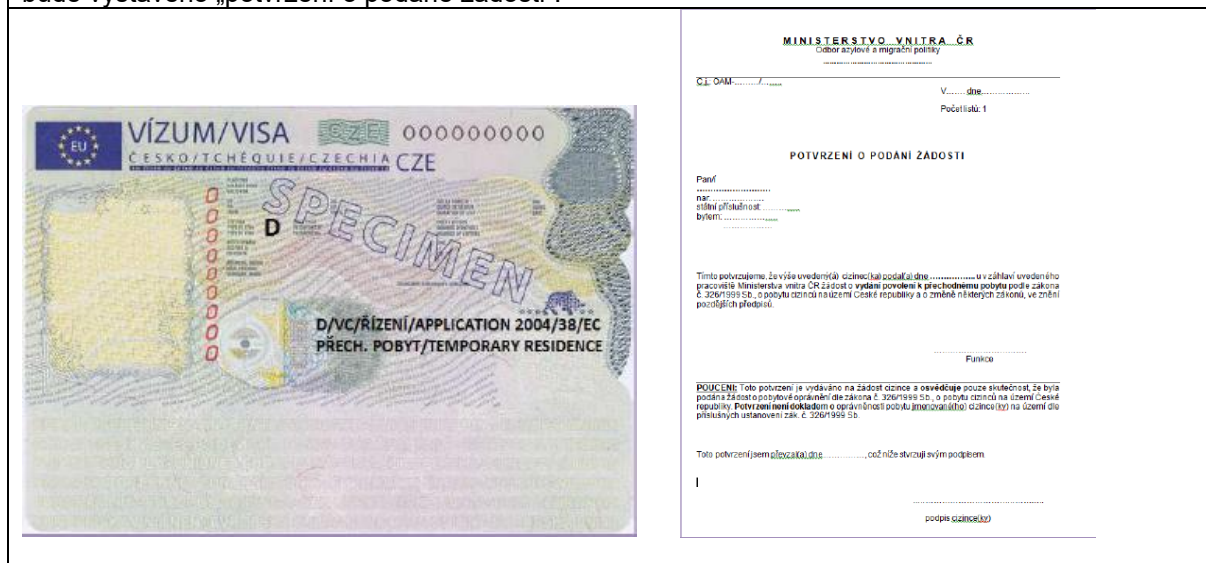 bude vystaveno „potvrzení o podané žádosti".
VÍZUM/VISA CZE 000000000
EU
ČESKO/TCHÉQUIE/CZECHIA CZE
SPECIMEN
D
D/VC/ŘÍZENÍ/APPLICATION 2004/38/EC
PŘECH. POBYT/TEMPORARY RESIDENCE
MINISTERSTVO VNITRA ČR
Odbor azylové a migrační politiky
..........................................
Č.j. OAM-........../........
V....... dne..................
Počet listů: 1
POTVRZENÍ O PODÁNÍ ŽÁDOSTI
Pan/í
...........................
nar......................
státní příslušnost:..............
bytem: ...................
..................
Tímto potvrzujeme, že výše uvedený(á) cizinec(ka) podal(a) dne .................. u v záhlaví uvedeného
pracoviště Ministerstva vnitra ČR žádost o vydání povolení k přechodnému pobytu podle zákona
č. 326/1999 Sb., o pobytu cizinců na území České republiky a o změně některých zákonů, ve znění
pozdějších předpisů.
..................................
Funkce
POUČENÍ: Toto potvrzení je vydáváno na žádost cizince a osvědčuje pouze skutečnost, že byla
podána žádost o pobytové oprávnění dle zákona č. 326/1999 Sb., o pobytu cizinců na území České
republiky. Potvrzení není dokladem o oprávněnosti pobytu jmenovaného) cizince(ky) na území dle
příslušných ustanovení zák. č. 326/1999 Sb.
Toto potvrzení jsem převzal(a) dne ................, což níže stvrzuji svým podpisem.
................................................
podpis cizince(ky)